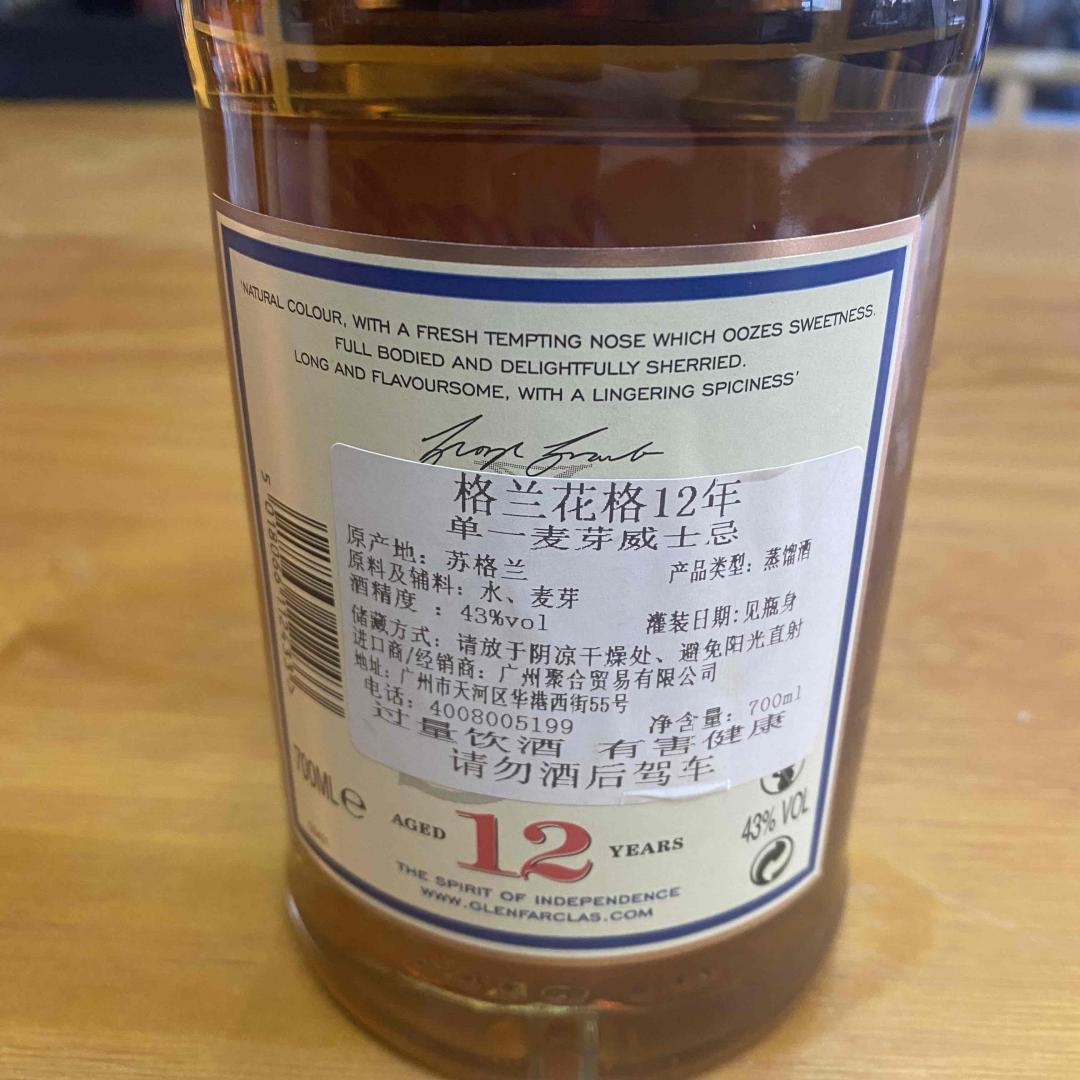 'NATURAL COLOUR, WITH A FRESH TEMPTING NOSE WHICH OOZES SWEETNESS.
FULL BODIED AND DELIGHTFULLY SHERRIED.
LONG AND FLAVOURSOME, WITH A LINGERING SPICINESS'
格兰花格12年
单一麦芽威士忌
原产地：苏格兰 产品类型：蒸馏酒
原料及辅料：水、麦芽
酒精度 ：43%vol 灌装日期：见瓶身
储藏方式：请放于阴凉干燥处、避免阳光直射
进口商/经销商：广州聚合贸易有限公司
地址：广州市天河区华港西街55号
电话：4008005199 净含量：700ml
过量饮酒 有害健康
请勿酒后驾车
700ML e
43% VOL
AGED 12 YEARS
THE SPIRIT OF INDEPENDENCE
WWW.GLENFARCLAS.COM